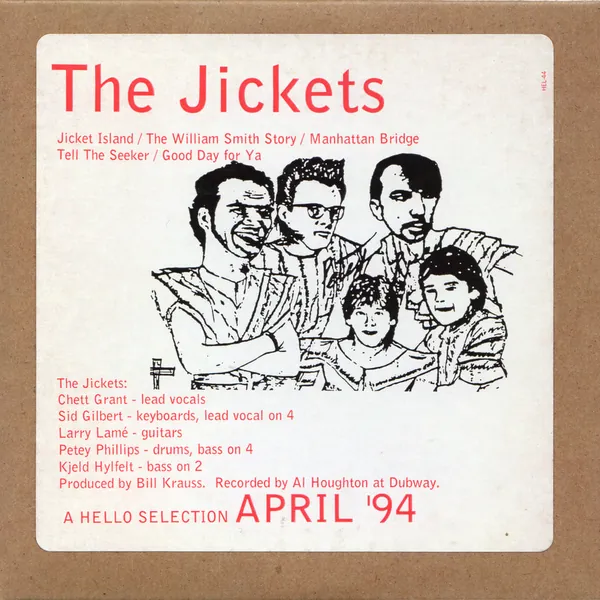 HEL-44
The Jickets
Jicket Island / The William Smith Story / Manhattan Bridge
Tell The Seeker / Good Day for Ya
The Jickets:
Chett Grant - lead vocals
Sid Gilbert - keyboards, lead vocal on 4
Larry Lamé - guitars
Petey Phillips - drums, bass on 4
Kjeld Hylfelt - bass on 2
Produced by Bill Krauss.  Recorded by Al Houghton at Dubway.
A HELLO SELECTION APRIL '94